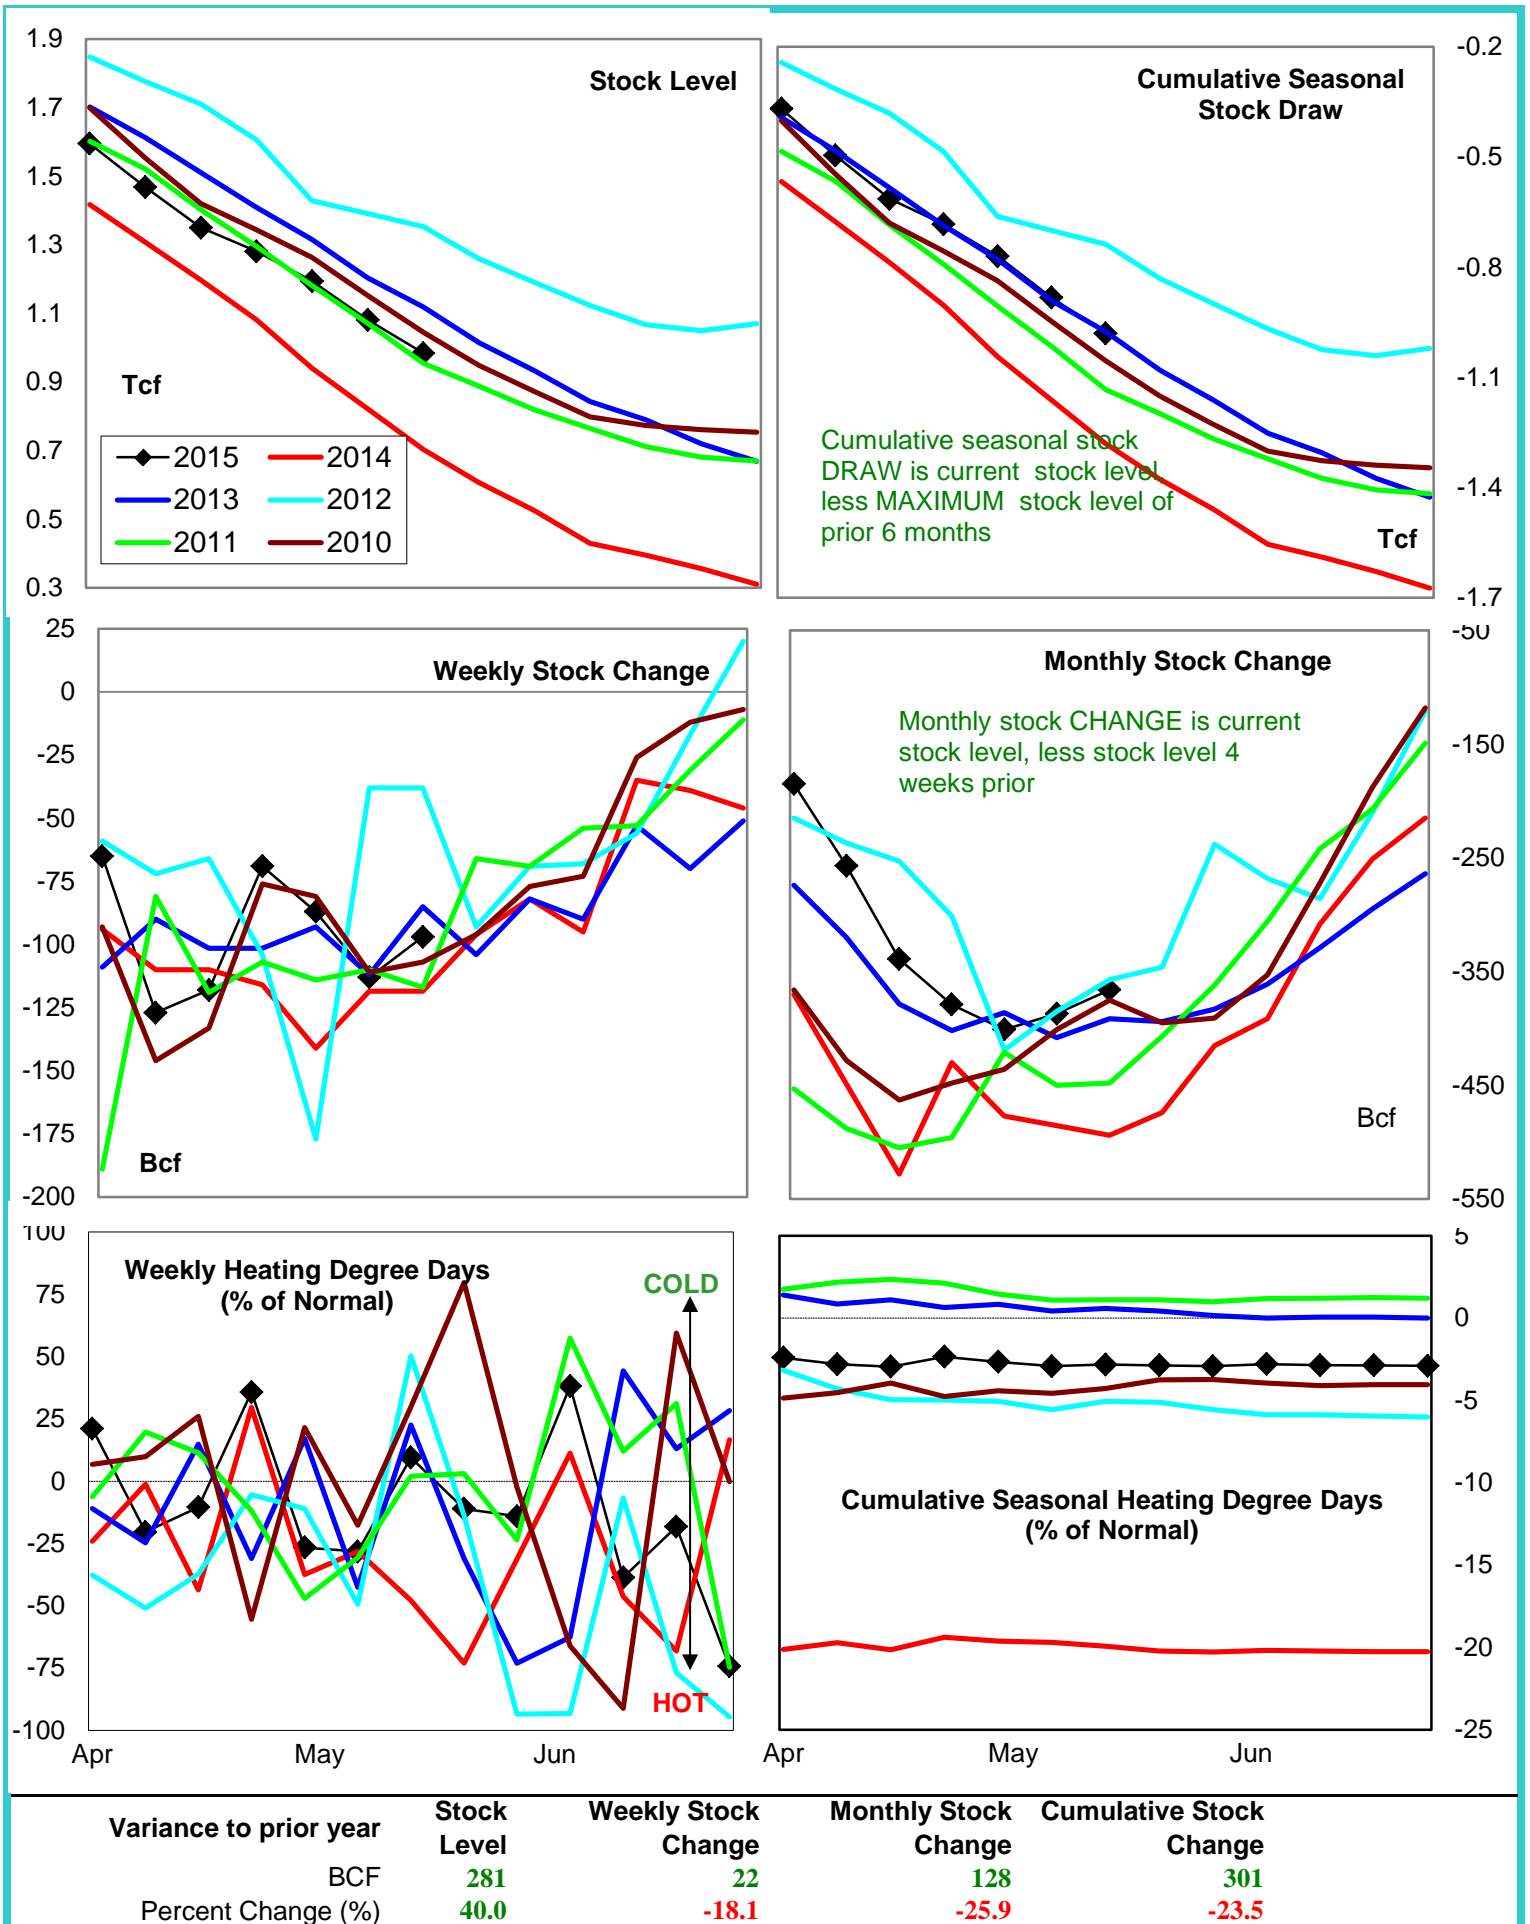 1.9
1.7
1.5
1.3
1.1
0.9
0.7
0.5
0.3
Stock Level
Tcf
2015 2014
2013 2012
2011 2010
Cumulative Seasonal
Stock Draw
-0.2
-0.5
-0.8
-1.1
-1.4
-1.7
Cumulative seasonal stock
DRAW is current stock level,
less MAXIMUM stock level of
prior 6 months
Tcf
25
0
-25
-50
-75
-100
-125
-150
-175
-200
Weekly Stock Change
Bcf
Monthly Stock Change
Monthly stock CHANGE is current
stock level, less stock level 4
weeks prior
Bcf
-50
-150
-250
-350
-450
-550
100
75
50
25
0
-25
-50
-75
-100
Weekly Heating Degree Days
(% of Normal)
COLD
HOT
Apr May Jun
5
0
-5
-10
-15
-20
-25
Cumulative Seasonal Heating Degree Days
(% of Normal)
Apr May Jun
Variance to prior year
Stock
Level
Weekly Stock
Change
Monthly Stock
Change
Cumulative Stock
Change
BCF 281 22 128 301
Percent Change (%) 40.0 -18.1 -25.9 -23.5